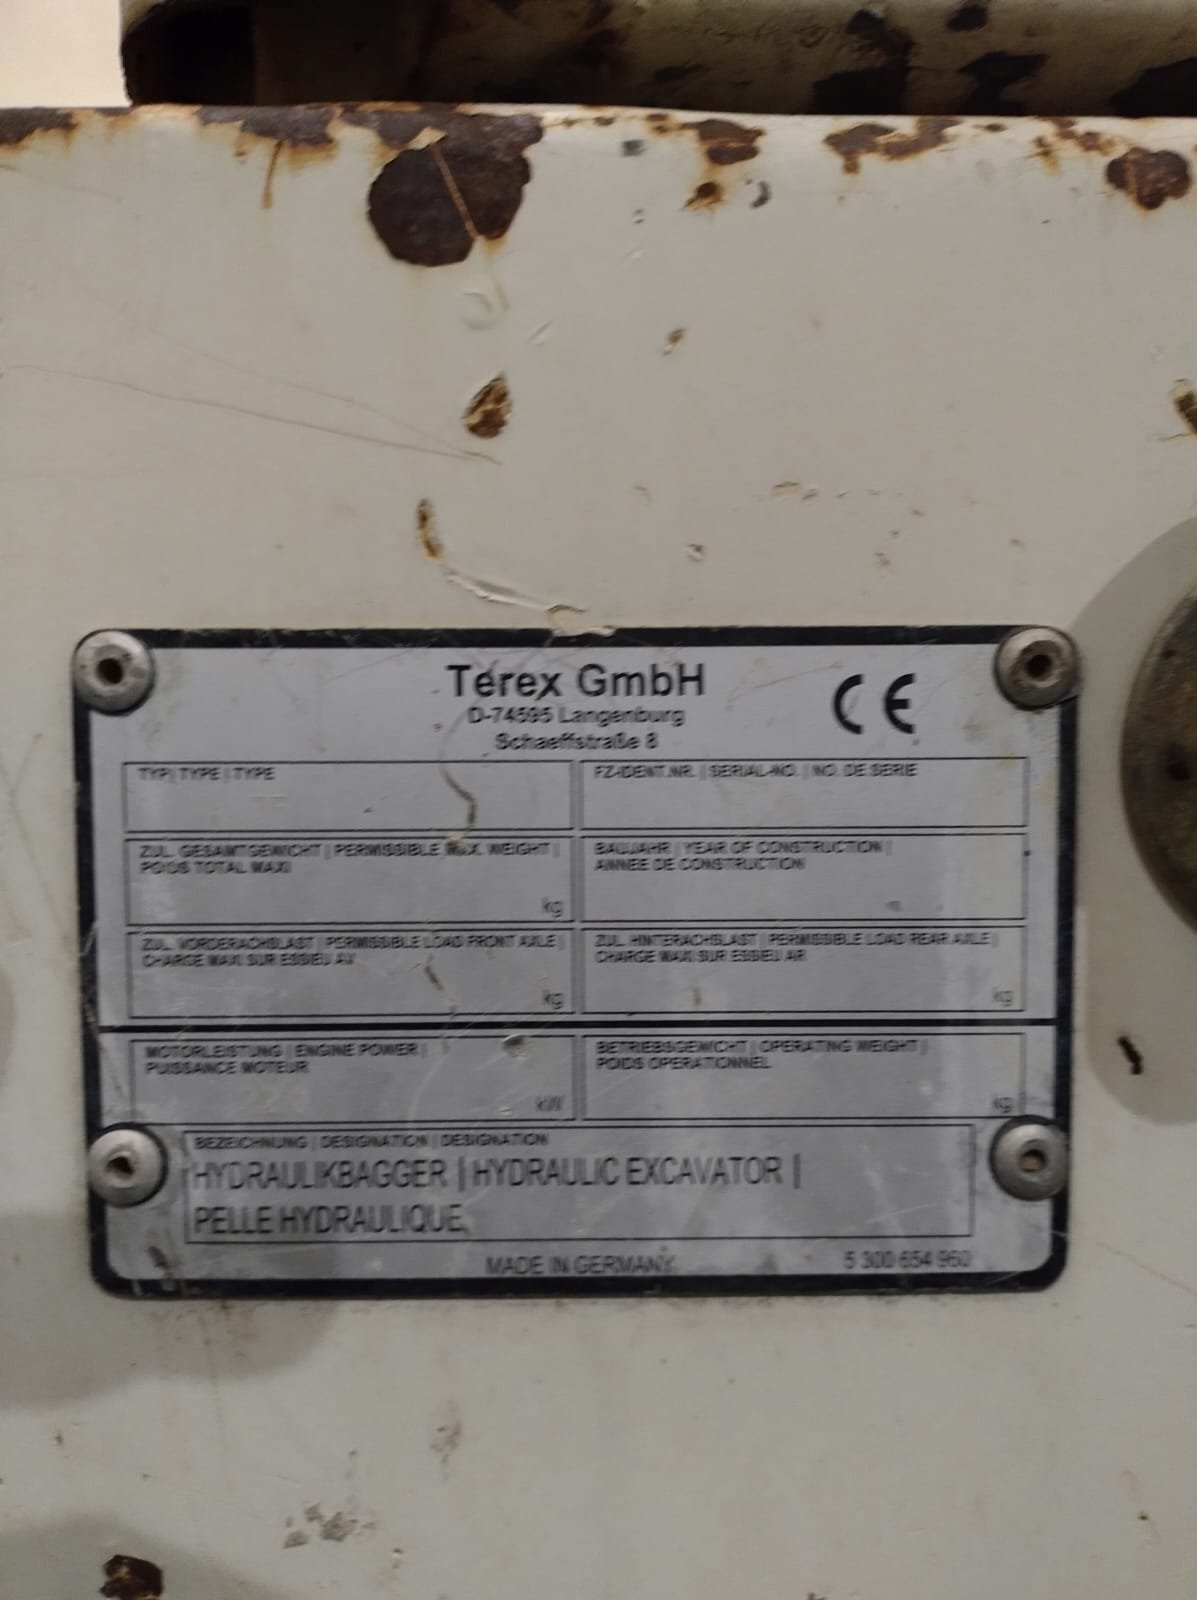 Terex GmbH
CE
D-74595 Langenburg
Schaeffstraße 8
TYP | TYPE | TYPE
FZ-IDENT.NR. | SERIAL-NO. | NO. DE SERIE
ZUL. GESAMTGEWICHT | PERMISSIBLE MAX. WEIGHT |
POIDS TOTAL MAXI
kg
BAUJAHR | YEAR OF CONSTRUCTION |
ANNEE DE CONSTRUCTION
ZUL. VORDERACHSLAST | PERMISSIBLE LOAD FRONT AXLE |
CHARGE MAXI SUR ESSIEU AV
kg
ZUL. HINTERACHSLAST | PERMISSIBLE LOAD REAR AXLE |
CHARGE MAXI SUR ESSIEU AR
kg
MOTORLEISTUNG | ENGINE POWER |
PUISSANCE MOTEUR
kW
BETRIEBSGEWICHT | OPERATING WEIGHT |
POIDS OPERATIONNEL
kg
BEZEICHNUNG | DESIGNATION | DESIGNATION
HYDRAULIKBAGGER | HYDRAULIC EXCAVATOR |
PELLE HYDRAULIQUE
MADE IN GERMANY
5 300 654 960